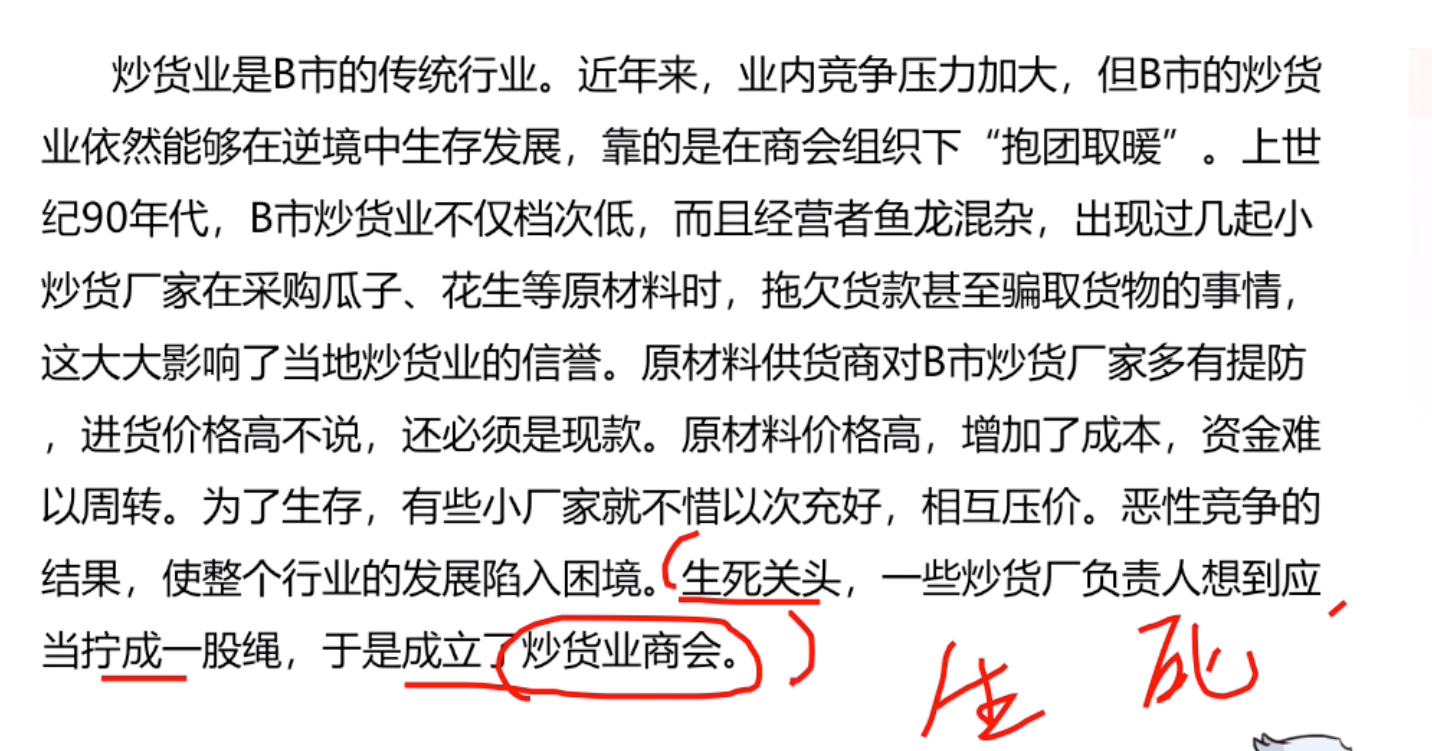 炒货业是B市的传统行业。近年来，业内竞争压力加大，但B市的炒货
业依然能够在逆境中生存发展，靠的是在商会组织下“抱团取暖”。上世
纪90年代，B市炒货业不仅档次低，而且经营者鱼龙混杂，出现过几起小
炒货厂家在采购瓜子、花生等原材料时，拖欠货款甚至骗取货物的事情，
这大大影响了当地炒货业的信誉。原材料供货商对B市炒货厂家多有提防
，进货价格高不说，还必须是现款。原材料价格高，增加了成本，资金难
以周转。为了生存，有些小厂家就不惜以次充好，相互压价。恶性竞争的
结果，使整个行业的发展陷入困境。生死关头，一些炒货厂负责人想到应
当拧成一股绳，于是成立了炒货业商会。
生 死